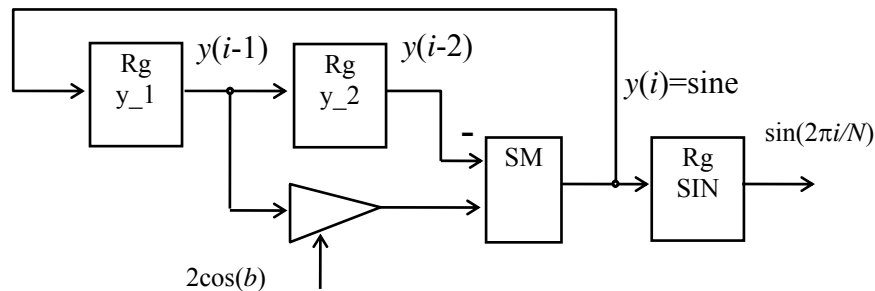 Rg
y_1
y(i-1)
Rg
y_2
y(i-2)
y(i)=sine
-
SM
Rg
SIN
sin(2πi/N)
2cos(b)